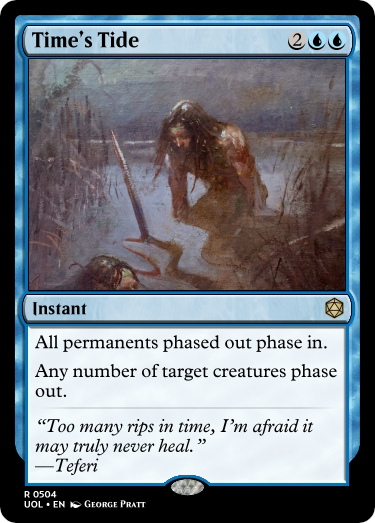 Time's Tide 2
Instant
All permanents phased out phase in.
Any number of target creatures phase
out.
"Too many rips in time, I'm afraid it
may truly never heal."
—Teferi
R 0504
UOL • EN GEORGE PRATT